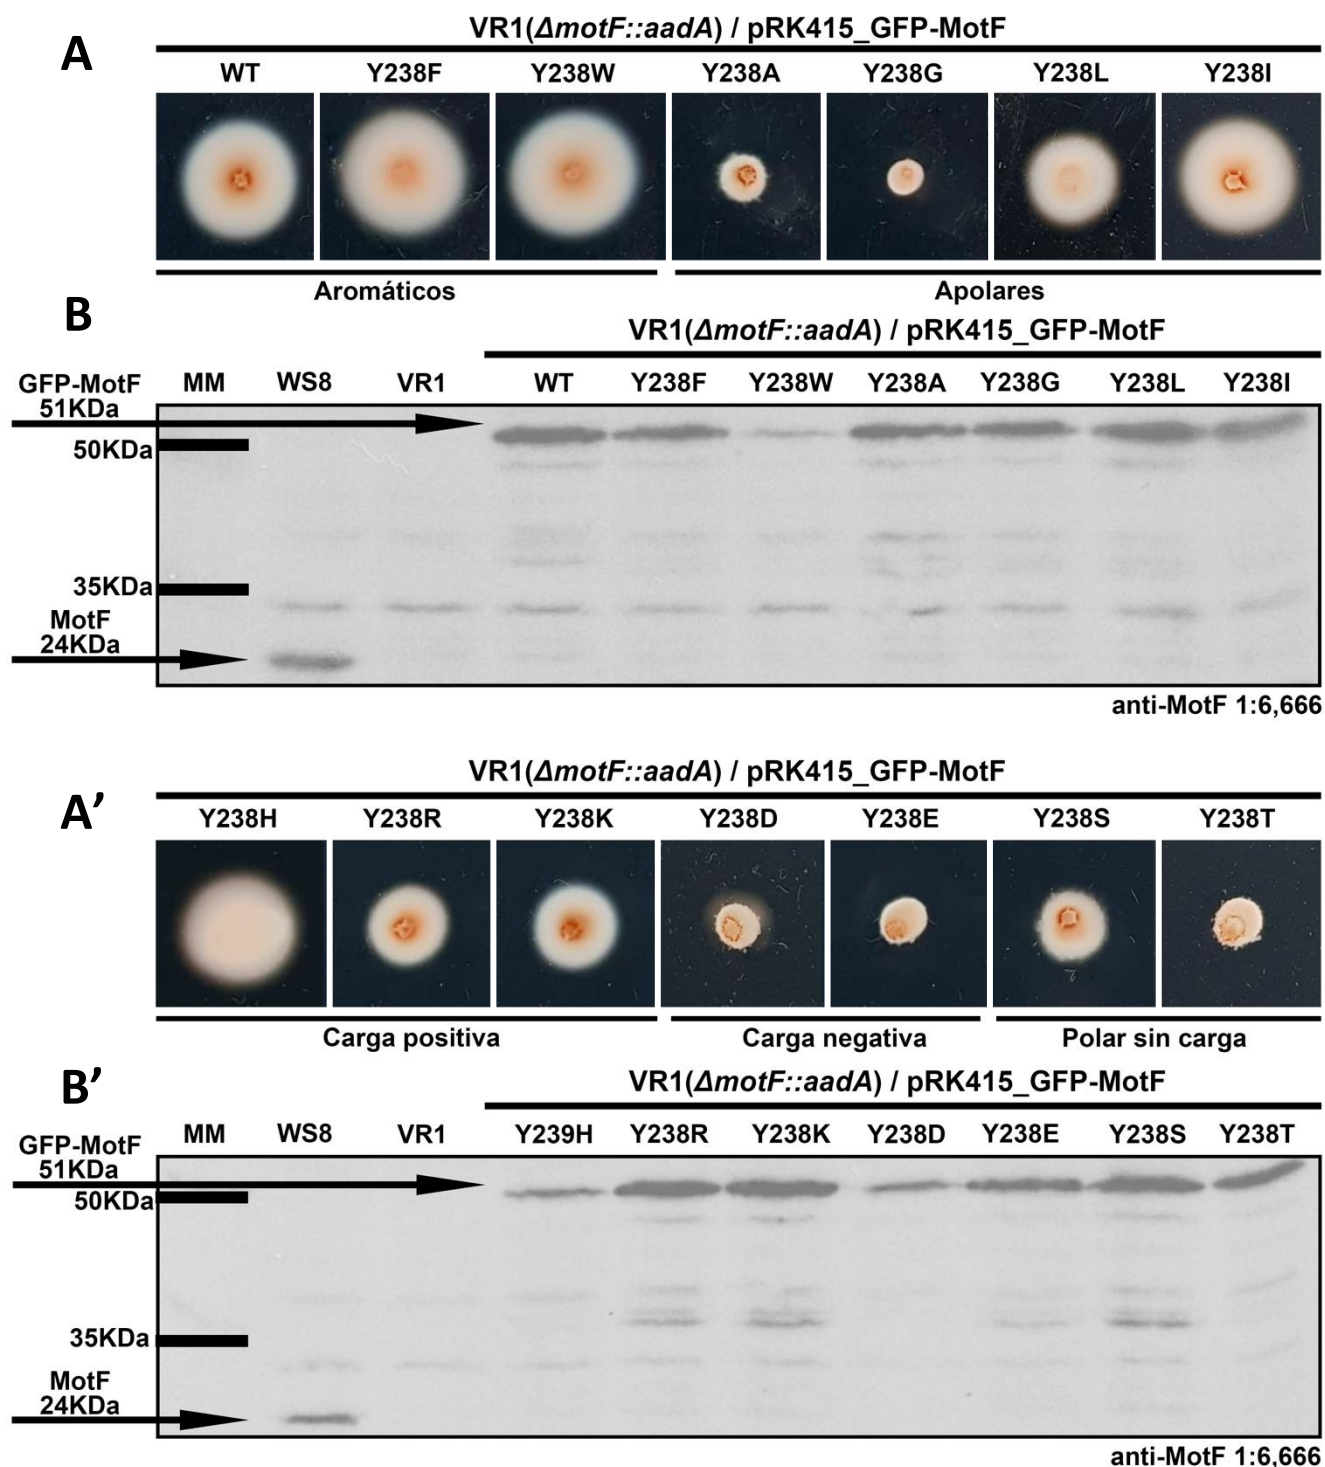 A
VR1(ΔmotF::aadA) / pRK415_GFP-MotF
WT Y238F Y238W Y238A Y238G Y238L Y238I
Aromáticos Apolares
B
VR1(ΔmotF::aadA) / pRK415_GFP-MotF
GFP-MotF MM WS8 VR1 WT Y238F Y238W Y238A Y238G Y238L Y238I
51KDa
50KDa
35KDa
MotF
24KDa
anti-MotF 1:6,666
VR1(ΔmotF::aadA) / pRK415_GFP-MotF
A’
Y238H Y238R Y238K Y238D Y238E Y238S Y238T
Carga positiva Carga negativa Polar sin carga
B’
VR1(ΔmotF::aadA) / pRK415_GFP-MotF
GFP-MotF MM WS8 VR1 Y239H Y238R Y238K Y238D Y238E Y238S Y238T
51KDa
50KDa
35KDa
MotF
24KDa
anti-MotF 1:6,666